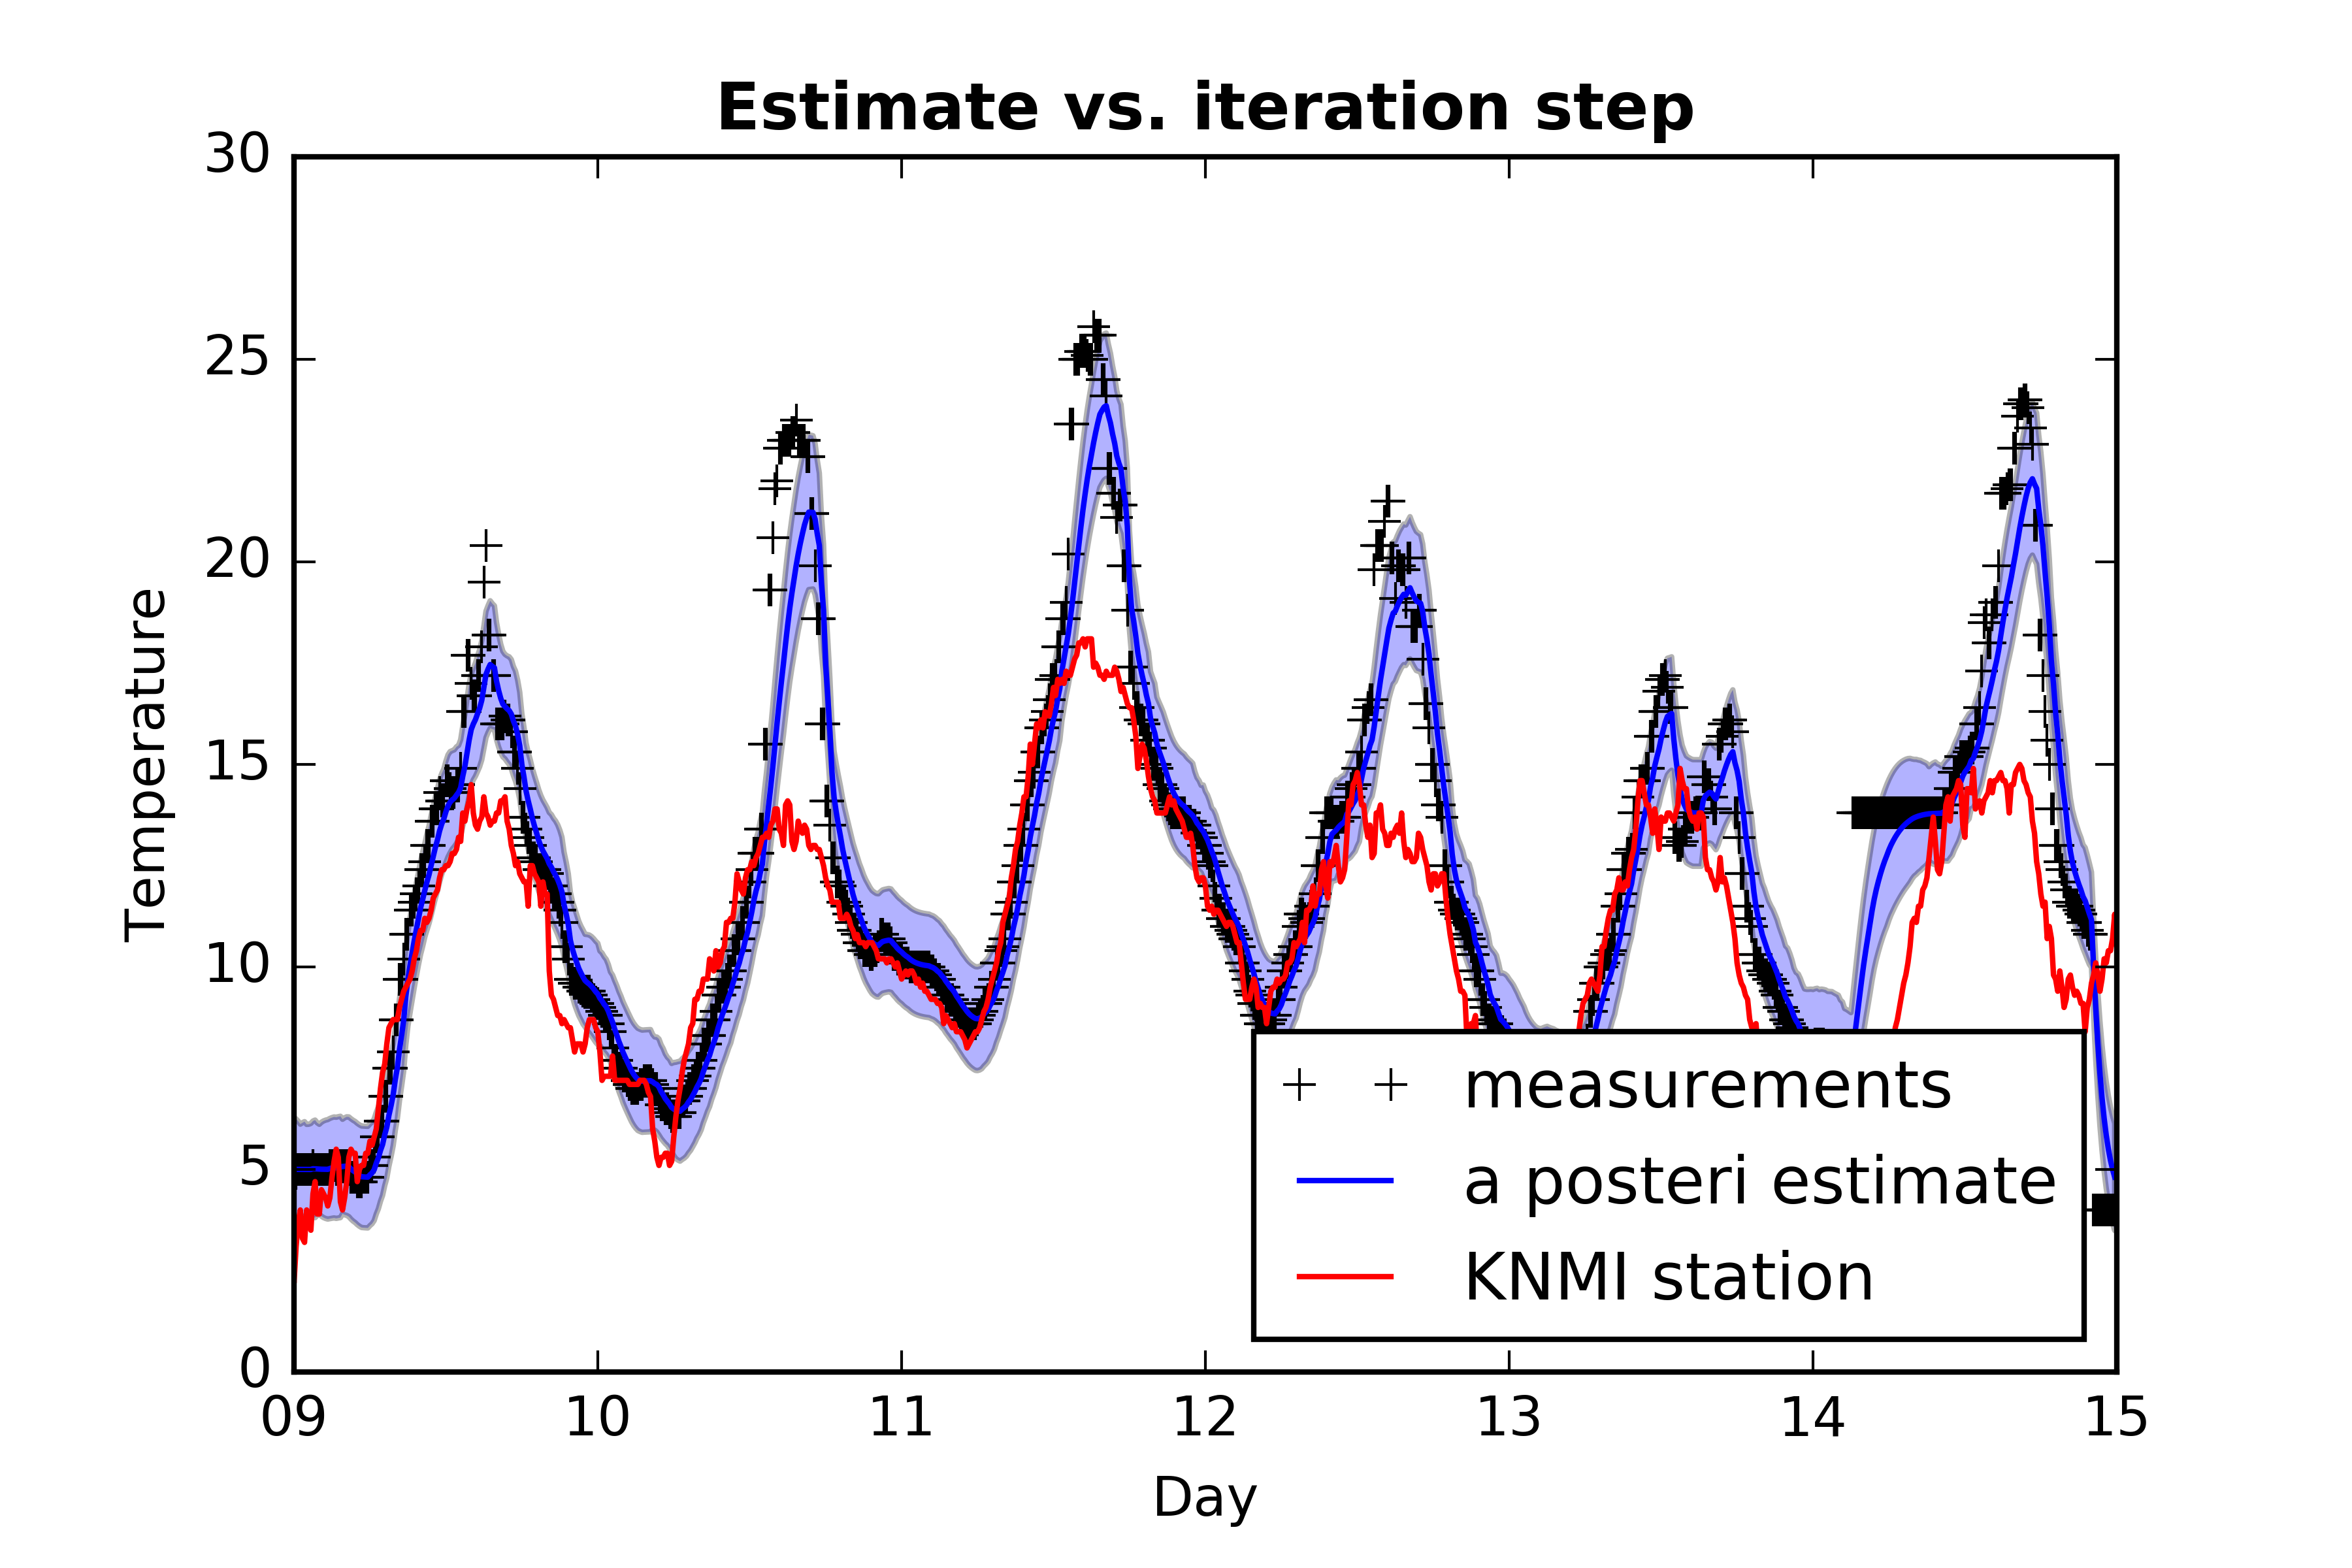 Estimate vs. iteration step
30
25
20
15
10
5
0
Temperature
measurements
a posteri estimate
KNMI station
09 10 11 12 13 14 15
Day